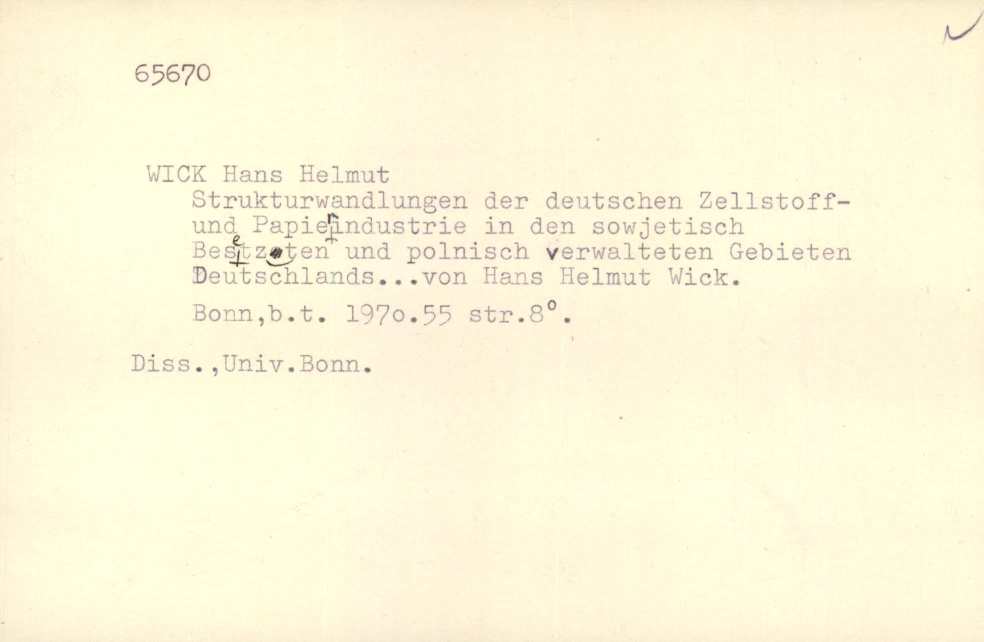 65670
WICK Hans Helmut
Strukturwandlungen der deutschen Zellstoff-
und Papierindustrie in den sowjetisch
Besetzten und polnisch verwalteten Gebieten
Deutschlands...von Hans Helmut Wick.
Bonn,b.t. 197o.55 str.8°.
Diss.,Univ.Bonn.